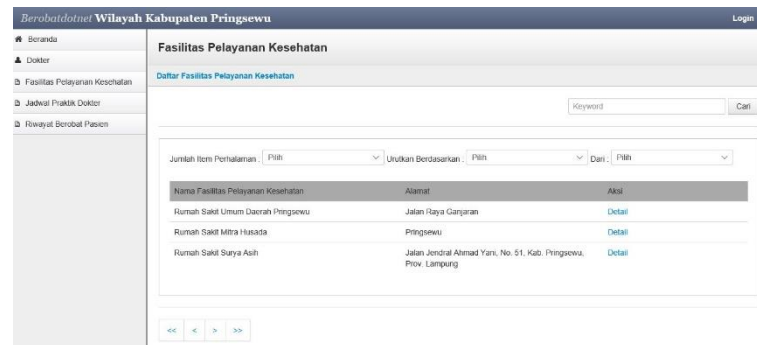 Berobatdotnet Wilayah Kabupaten Pringsewu Login
Beranda
Dokter
Fasilitas Pelayanan Kesehatan
Jadwal Praktik Dokter
Riwayat Berobat Pasien
Fasilitas Pelayanan Kesehatan
Daftar Fasilitas Pelayanan Kesehatan
Keyword Cari
Jumlah Item Perhalaman : Pilih Urutkan Berdasarkan : Pilih Dari : Pilih
Nama Fasilitas Pelayanan Kesehatan Alamat Aksi
Rumah Sakit Umum Daerah Pringsewu Jalan Raya Ganjaran Detail
Rumah Sakit Mitra Husada Pringsewu Detail
Rumah Sakit Surya Asih Jalan Jendral Ahmad Yani, No. 51, Kab. Pringsewu, Detail
Prov. Lampung
<< < > >>